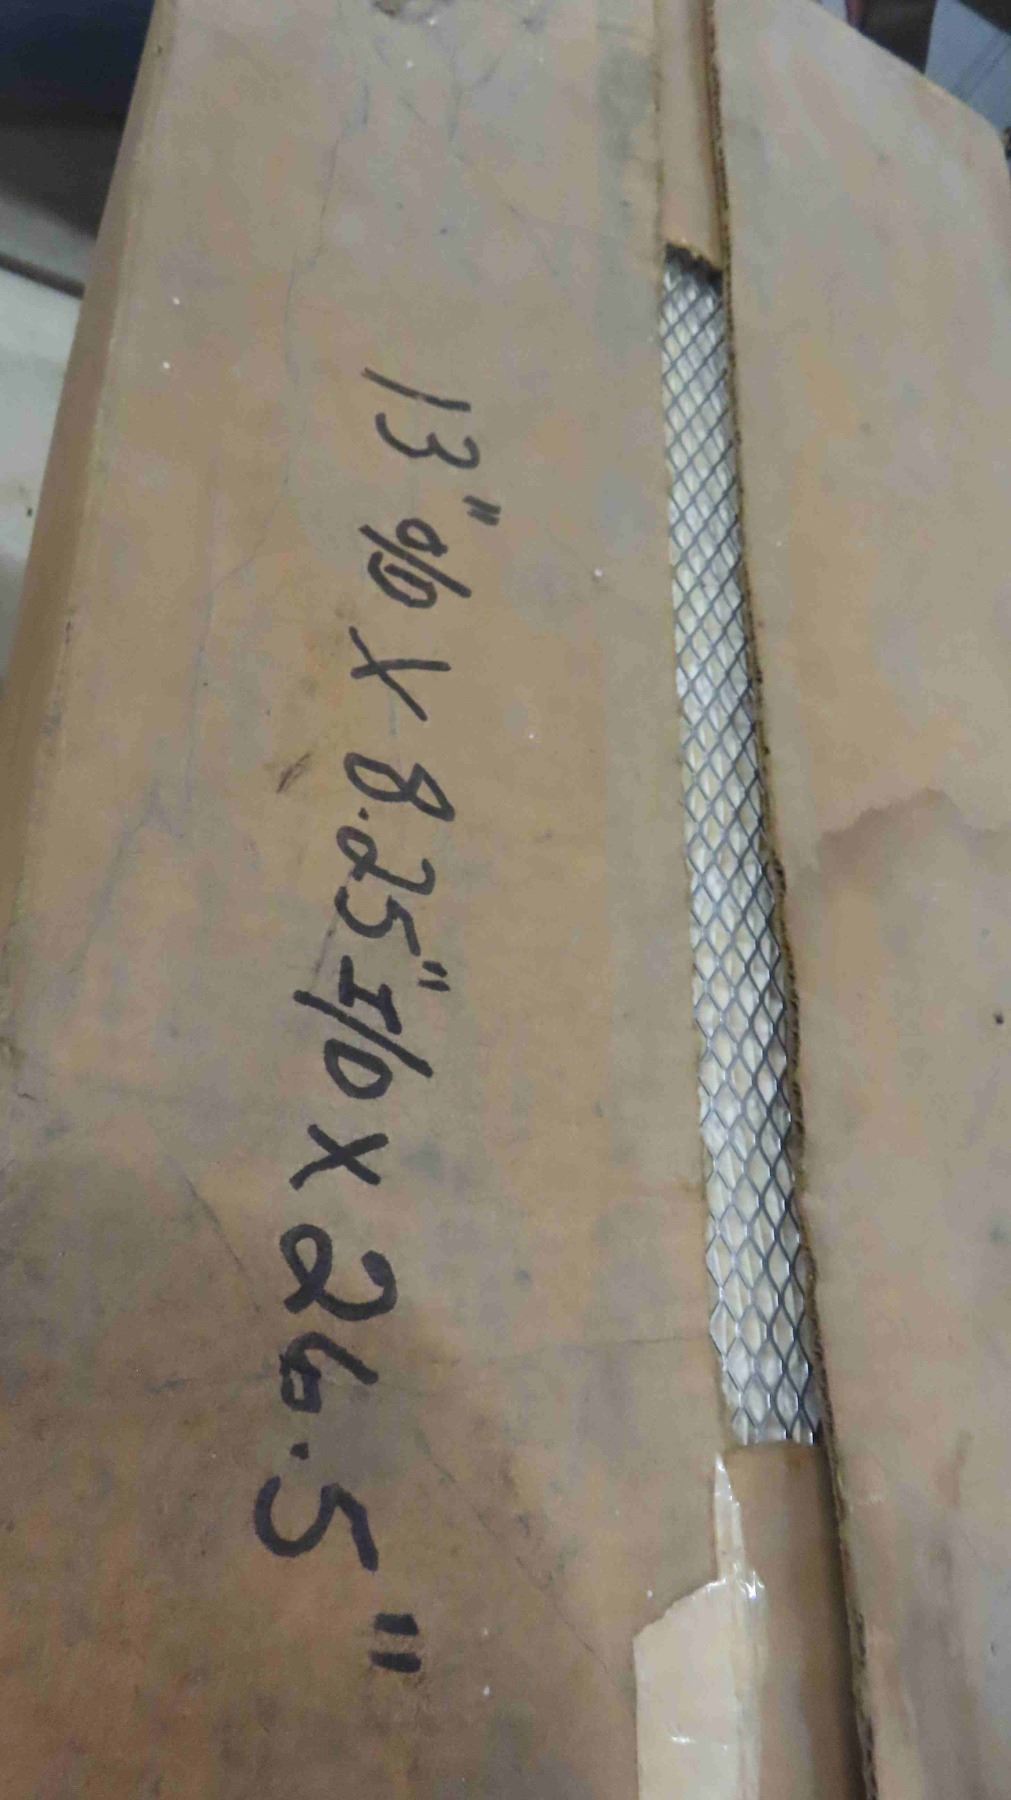 13" O/D X 8.25" I/D X 26.5"